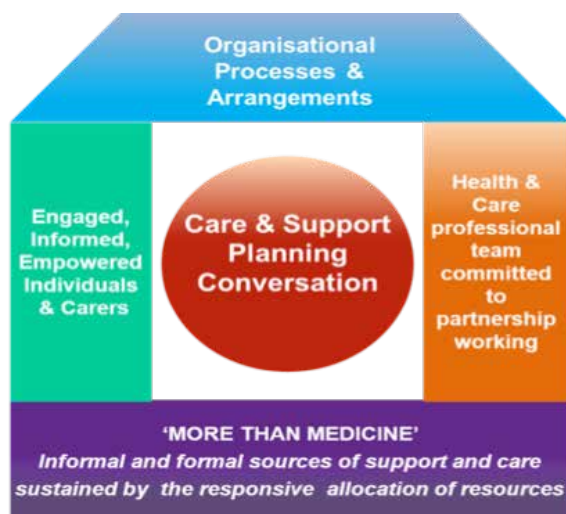 Organisational
Processes &
Arrangements
Engaged,
Informed,
Empowered
Individuals
& Carers
Care & Support
Planning
Conversation
Health &
Care
professional
team
committed
to
partnership
working
‘MORE THAN MEDICINE’
Informal and formal sources of support and care
sustained by the responsive allocation of resources